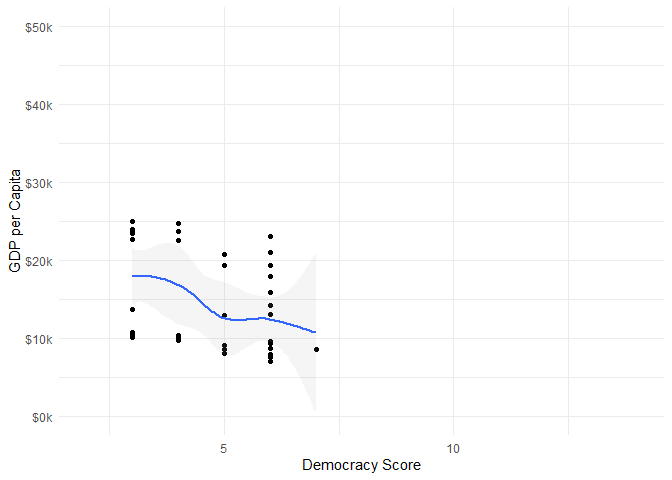 $50k
$40k
$30k
$20k
$10k
$0k
GDP per Capita
5
10
Democracy Score